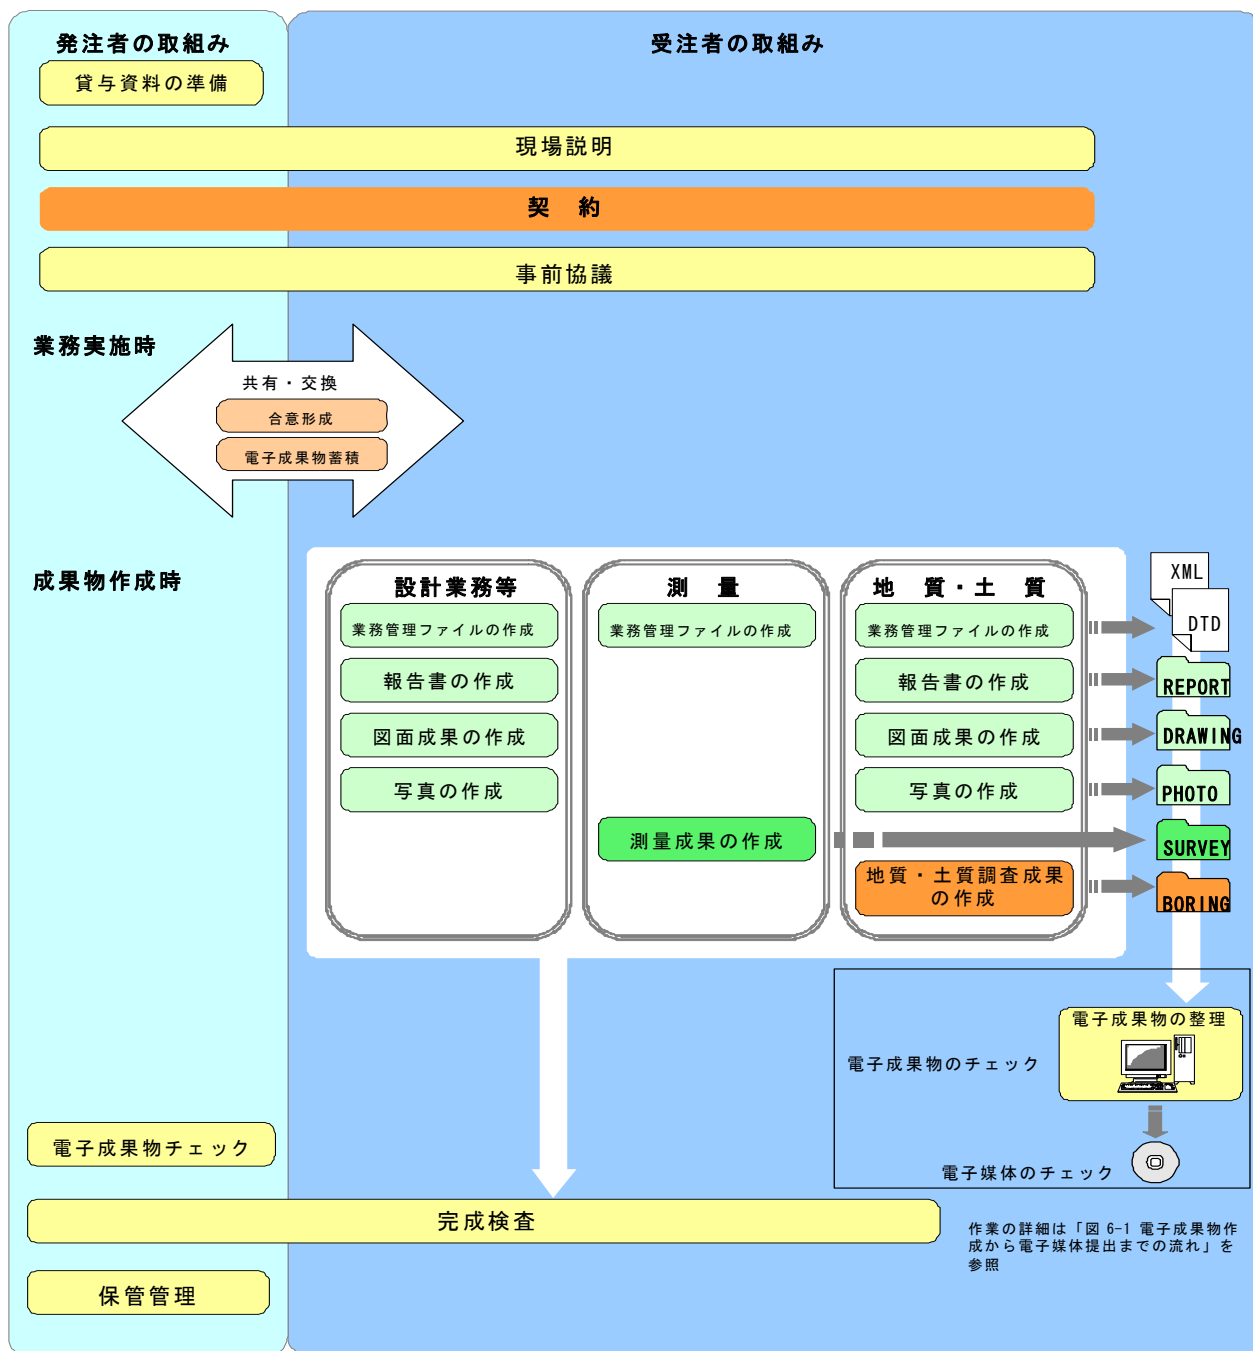 発注者の取組み
受注者の取組み
貸与資料の準備
現場説明
契　約
事前協議
業務実施時
共有・交換
合意形成
電子成果物蓄積
成果物作成時
設計業務等
業務管理ファイルの作成
報告書の作成
図面成果の作成
写真の作成
測　量
業務管理ファイルの作成
測量成果の作成
地　質・土　質
業務管理ファイルの作成
報告書の作成
図面成果の作成
写真の作成
地質・土質調査成果
の作成
XML
DTD
REPORT
DRAWING
PHOTO
SURVEY
BORING
電子成果物の整理
電子成果物のチェック
電子媒体のチェック
電子成果物チェック
完成検査
作業の詳細は「図 6-1 電子成果物作
成から電子媒体提出までの流れ」を
参照
保管管理